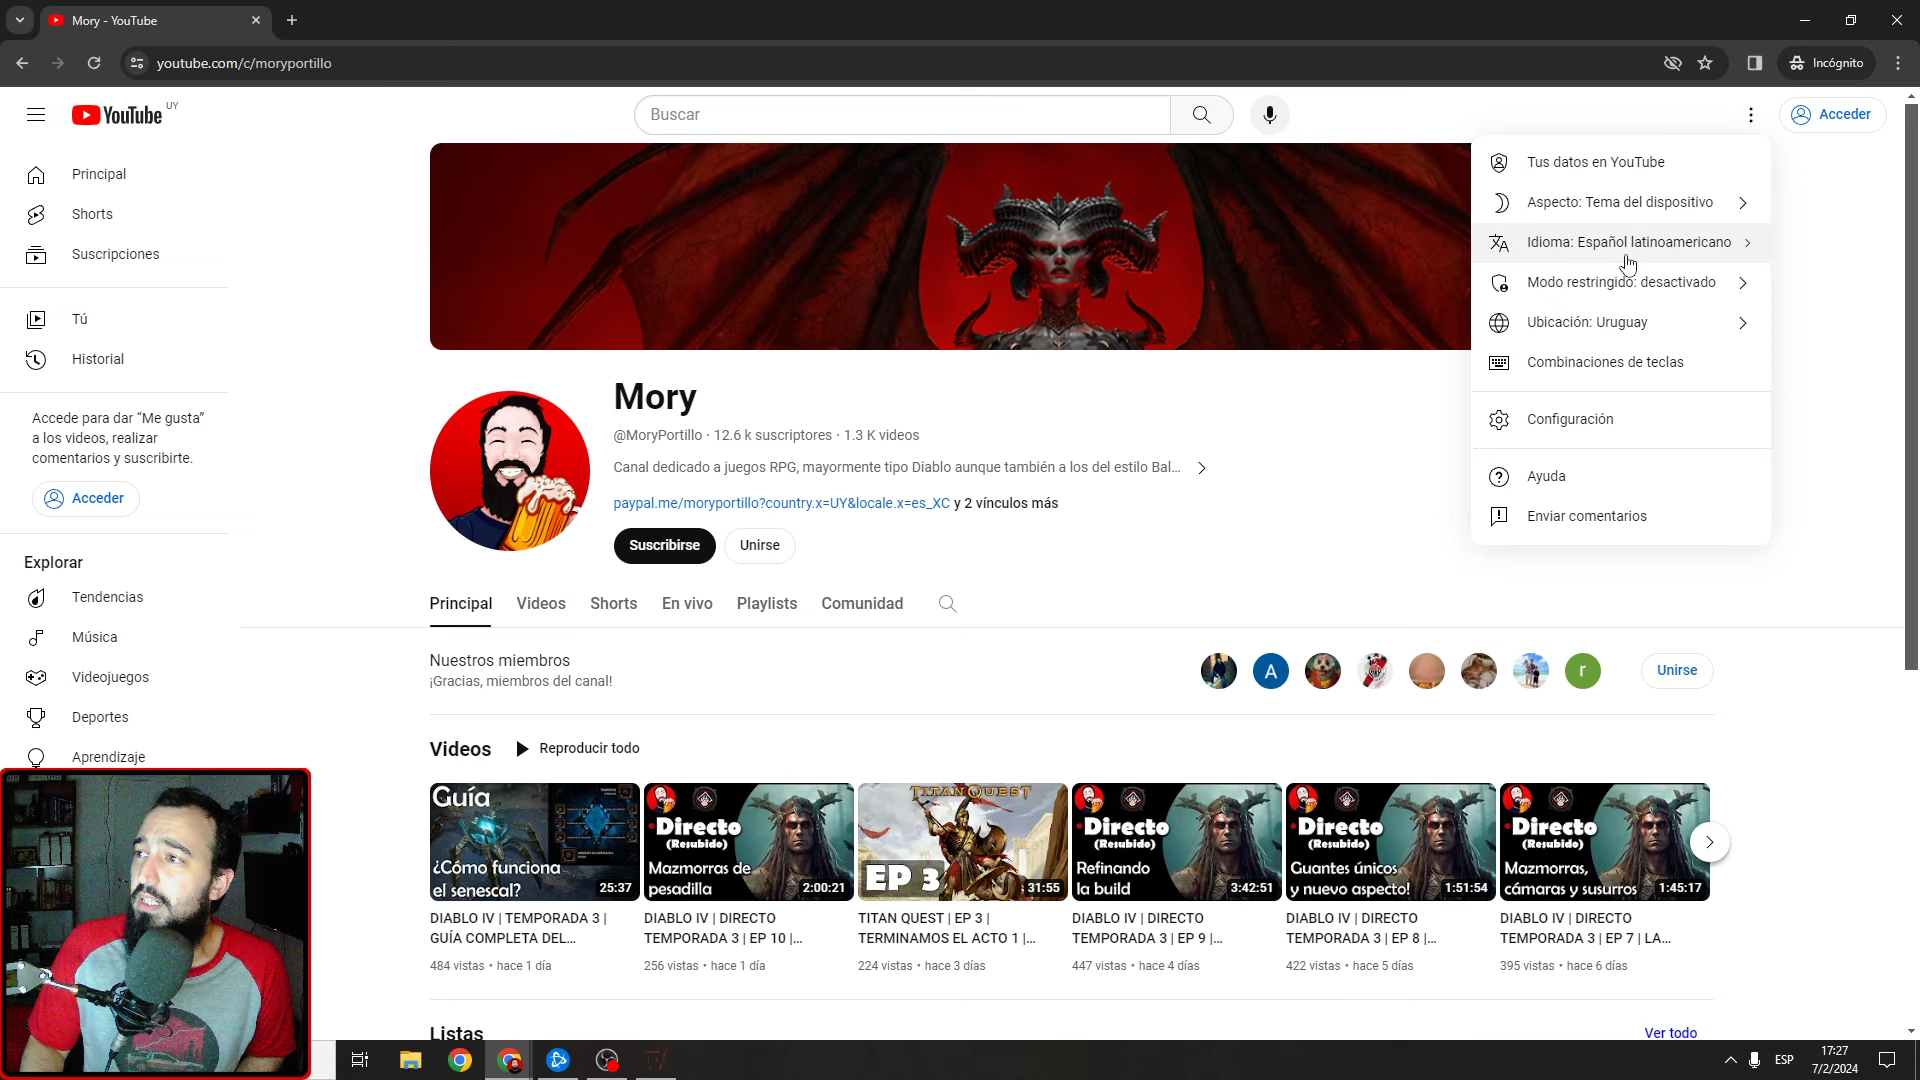 Mory - YouTube
youtube.com/c/moryportillo
Incógnito
YouTube UY
Buscar
Acceder
Principal
Shorts
Suscripciones
Tú
Historial
Accede para dar “Me gusta”
a los videos, realizar
comentarios y suscribirte.
Acceder
Explorar
Tendencias
Música
Videojuegos
Deportes
Aprendizaje
Tus datos en YouTube
Aspecto: Tema del dispositivo
Idioma: Español latinoamericano
Modo restringido: desactivado
Ubicación: Uruguay
Combinaciones de teclas
Configuración
Ayuda
Enviar comentarios
Mory
@MoryPortillo · 12.6 k suscriptores · 1.3 K videos
Canal dedicado a juegos RPG, mayormente tipo Diablo aunque también a los del estilo Bal...
paypal.me/moryportillo?country.x=UY&locale.x=es_XC y 2 vínculos más
Suscribirse
Unirse
Principal Videos Shorts En vivo Playlists Comunidad
Nuestros miembros
¡Gracias, miembros del canal!
A
r
Unirse
Videos
Reproducir todo
Guía
¿Cómo funciona
el senescal?
25:37
DIABLO IV | TEMPORADA 3 |
GUÍA COMPLETA DEL...
484 vistas • hace 1 día
Directo
(Resubido)
Mazmorras de
pesadilla
2:00:21
DIABLO IV | DIRECTO
TEMPORADA 3 | EP 10 |...
256 vistas • hace 1 día
TITAN QUEST
EP 3
31:55
TITAN QUEST | EP 3 |
TERMINAMOS EL ACTO 1 |...
224 vistas • hace 3 días
Directo
(Resubido)
Refinando
la build
3:42:51
DIABLO IV | DIRECTO
TEMPORADA 3 | EP 9 |...
447 vistas • hace 4 días
Directo
(Resubido)
Guantes únicos
y nuevo aspecto!
1:51:54
DIABLO IV | DIRECTO
TEMPORADA 3 | EP 8 |...
422 vistas • hace 5 días
Directo
(Resubido)
Mazmorras,
cámaras y susurros
1:45:17
DIABLO IV | DIRECTO
TEMPORADA 3 | EP 7 | LA...
395 vistas • hace 6 días
Listas
Ver todo
ESP
17:27
7/2/2024